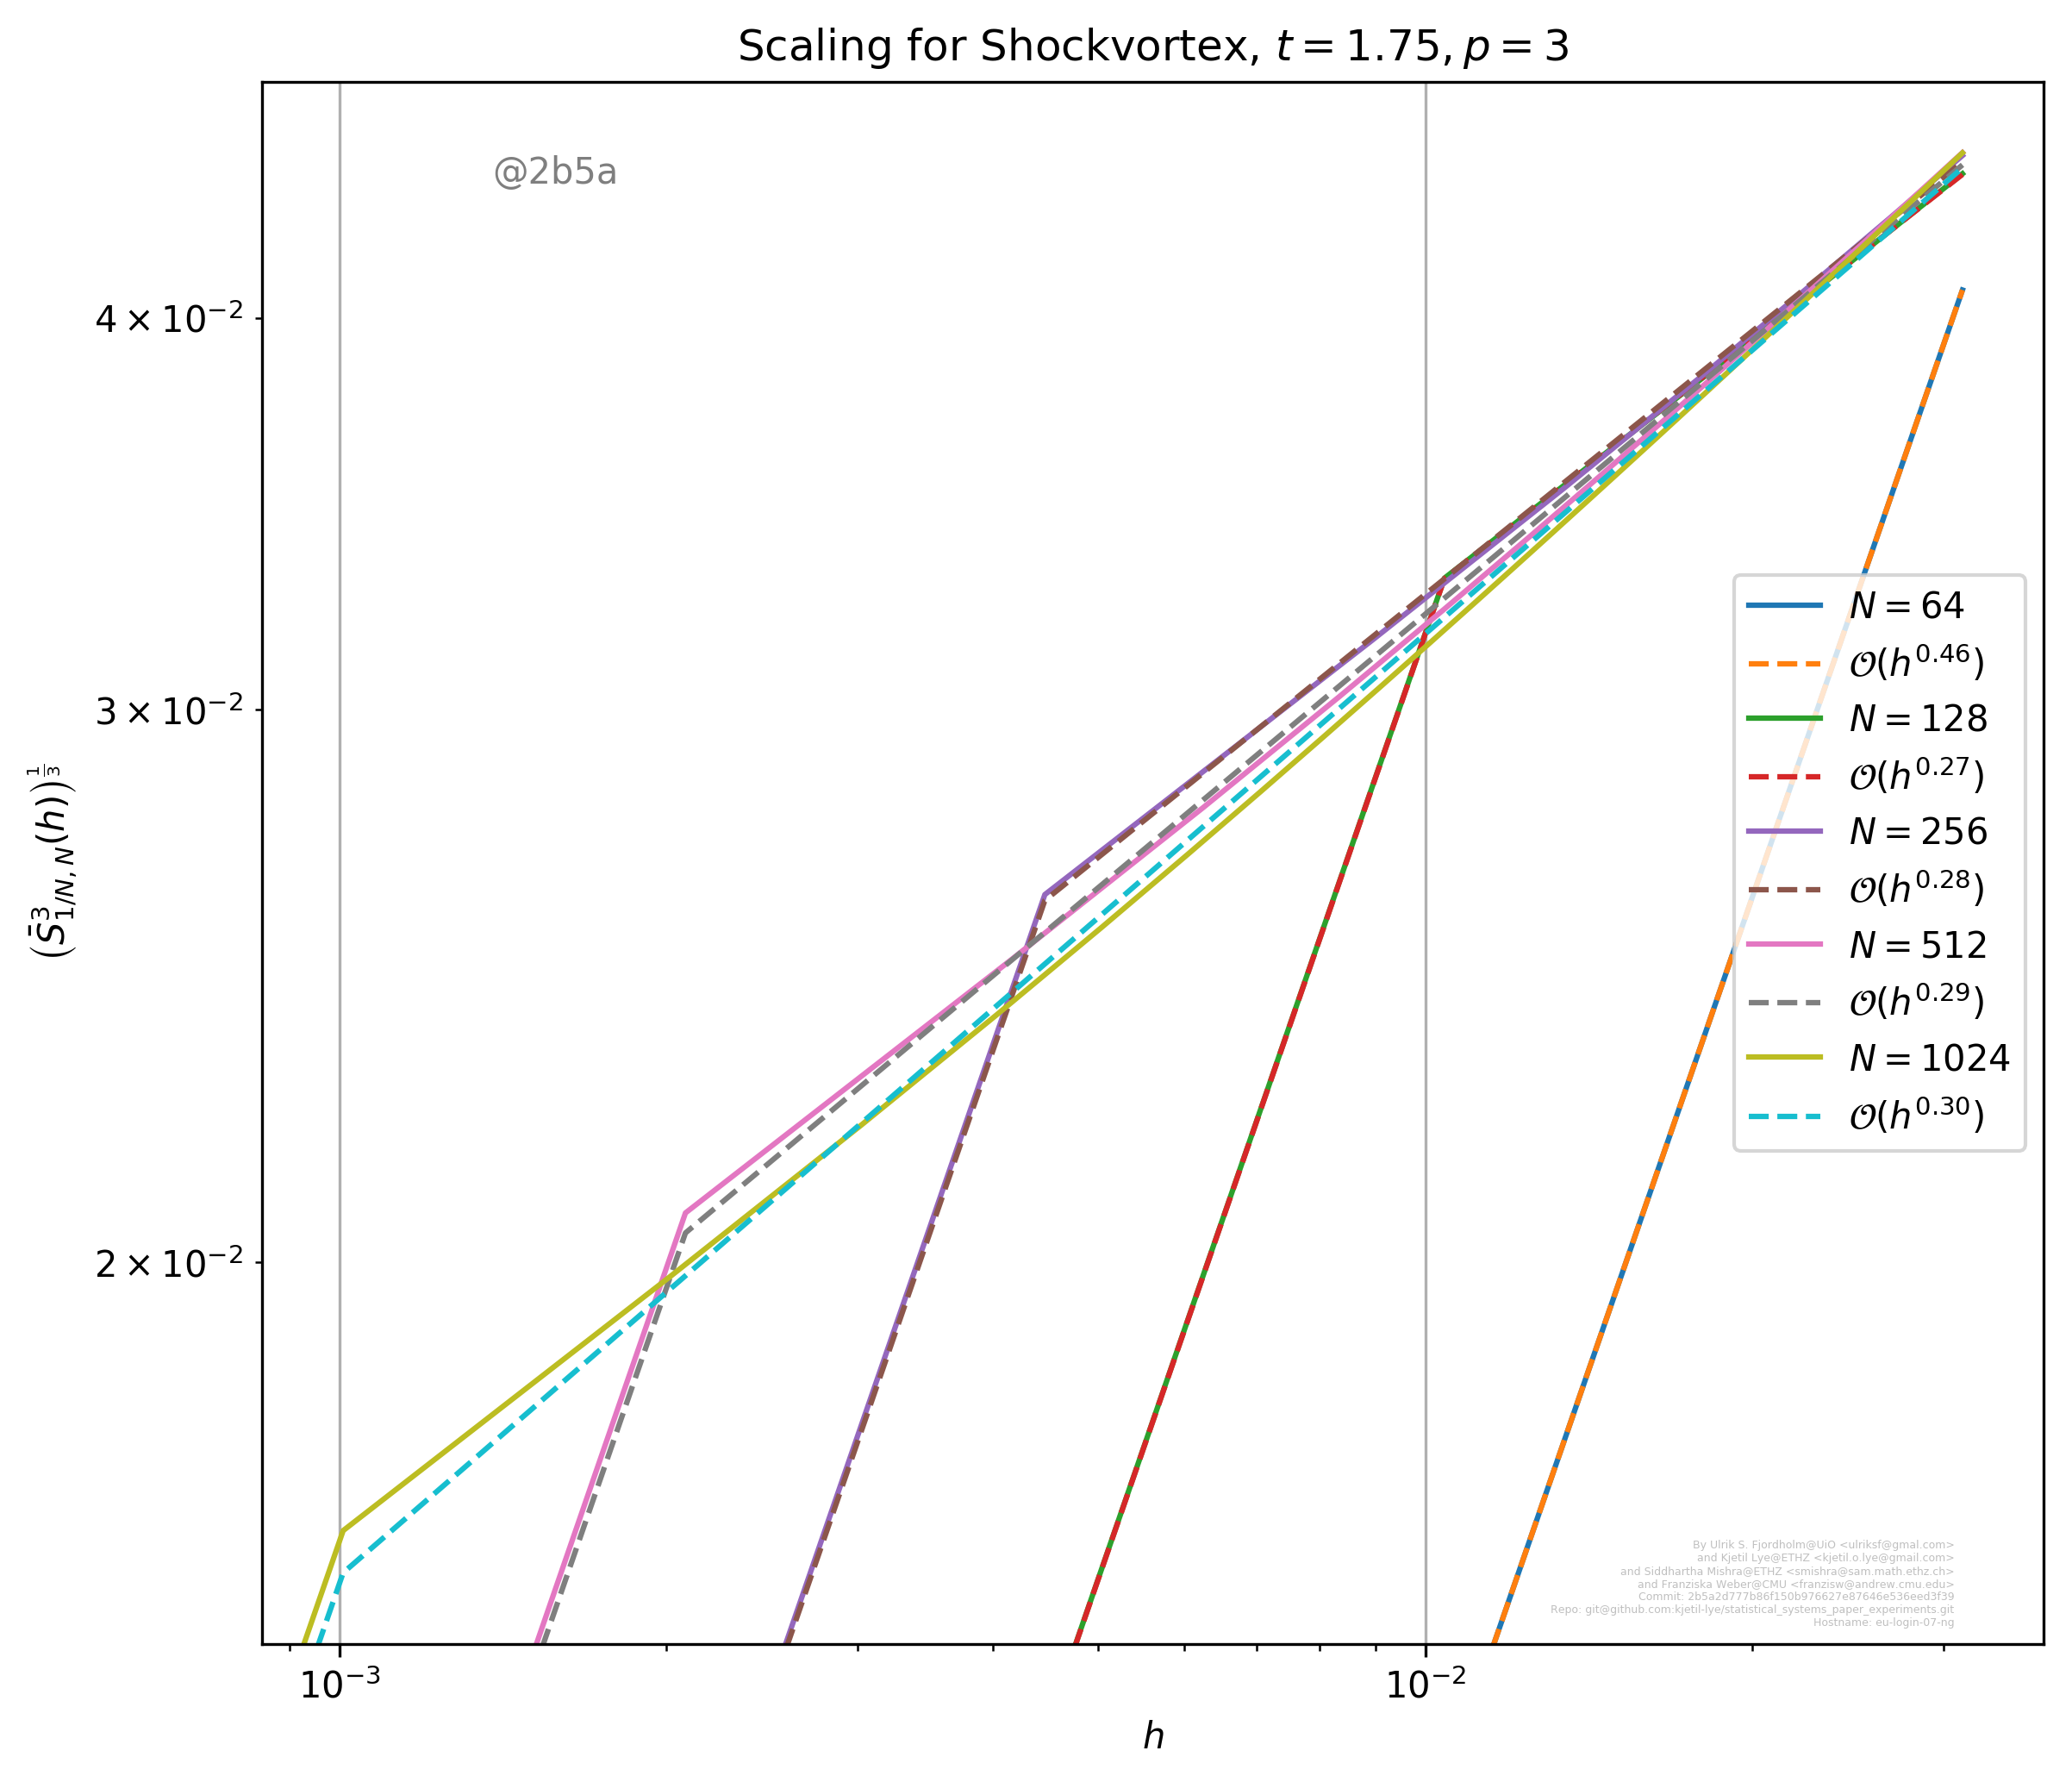 Scaling for Shockvortex, t = 1.75, p = 3
@2b5a
4 × 10⁻²
3 × 10⁻²
2 × 10⁻²
(S̄³_{1/N, N}(h))^{1/3}
N = 64
𝒪(h^{0.46})
N = 128
𝒪(h^{0.27})
N = 256
𝒪(h^{0.28})
N = 512
𝒪(h^{0.29})
N = 1024
𝒪(h^{0.30})
By Ulrik S. Fjordholm@UiO <ulriksf@gmal.com>
and Kjetil Lye@ETHZ <kjetil.o.lye@gmail.com>
and Siddhartha Mishra@ETHZ <smishra@sam.math.ethz.ch>
and Franziska Weber@CMU <franzisw@andrew.cmu.edu>
Commit: 2b5a2d777b86f150b976627e87646e536eed3f39
Repo: git@github.com:kjetil-lye/statistical_systems_paper_experiments.git
Hostname: eu-login-07-ng
10⁻³
10⁻²
h